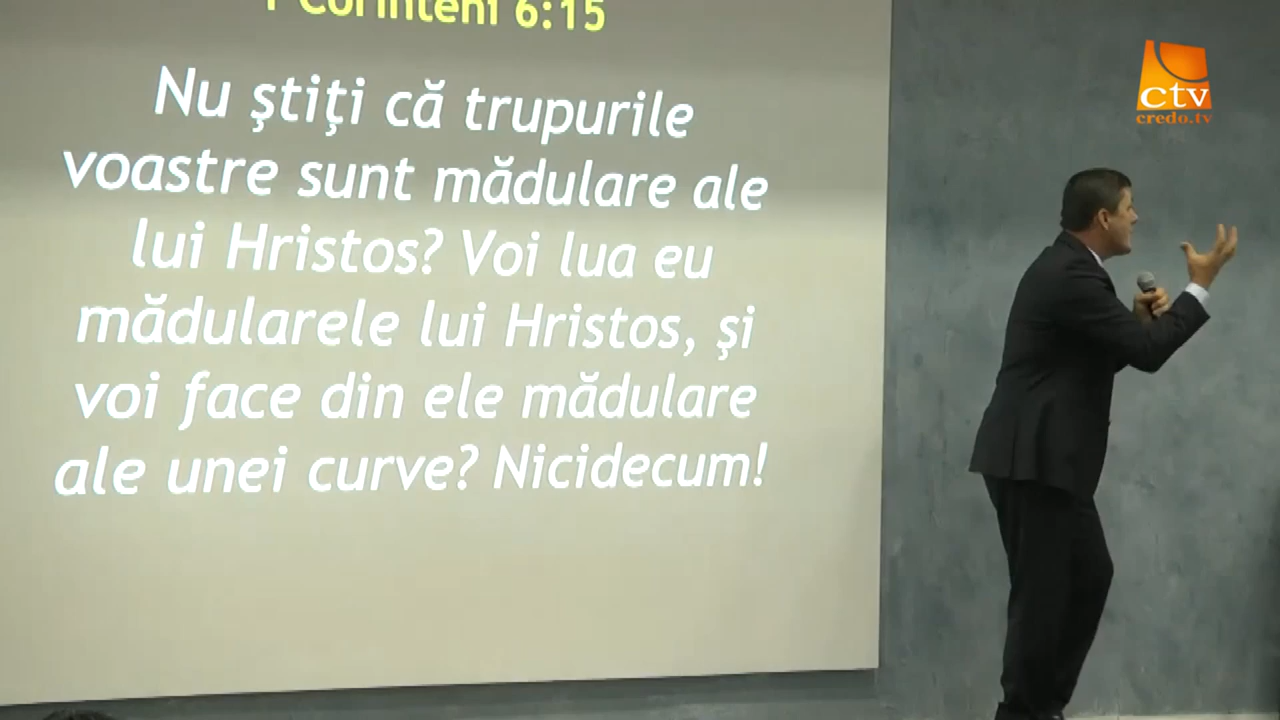 1 Corinteni 6:15
Nu ştiţi că trupurile
voastre sunt mădulare ale
lui Hristos? Voi lua eu
mădularele lui Hristos, şi
voi face din ele mădulare
ale unei curve? Nicidecum!
ctv
credo.tv